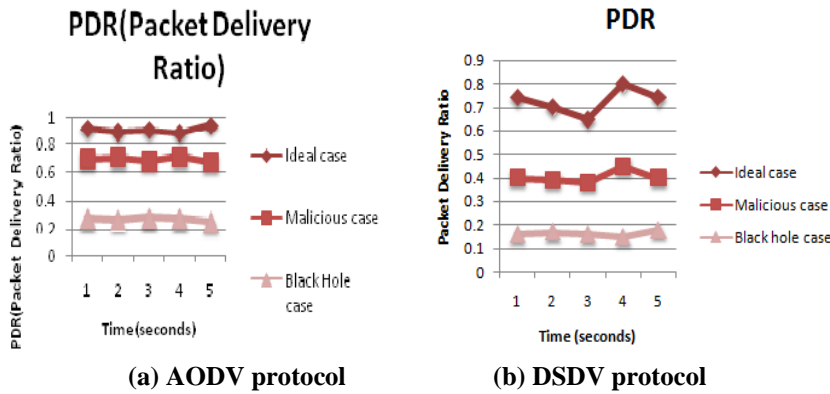 PDR(Packet Delivery
Ratio)
PDR(Packet Delivery Ratio)
1
0.8
0.6
0.4
0 2
0
1 2 3 4 5
Time(seconds)
Ideal case
Malicious case
Black Hole
case
(a) AODV protocol
PDR
Packet Delivery Ratio
0.9
0.8
0.7
0.6
0.5
0.4
0.3
0.2
0.1
0
1 2 3 4 5
Time (seconds)
Ideal case
Malicious case
Black hole case
(b) DSDV protocol